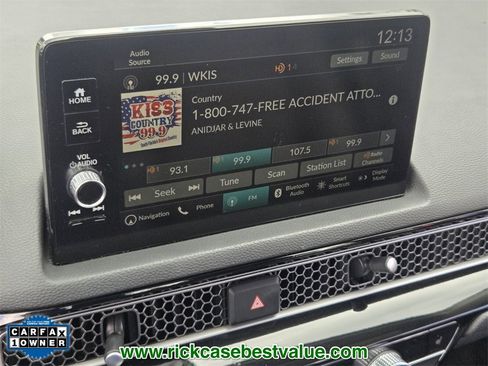 12:13
Audio Source
Settings
Sound
99.9 | WKIS
1
HOME
BACK
VOL
AUDIO
KISS
COUNTRY
99.9
Country
1-800-747-FREE ACCIDENT ATTO...
ANIDJAR & LEVINE
93.1
99.9
107.5
99.9
Seek
Tune
Scan
Station List
Radio Channels
Navigation
Phone
FM
Bluetooth Audio
Smart Shortcuts
Display Mode
CARFAX
1 OWNER
www.rickcasebestvalue.com